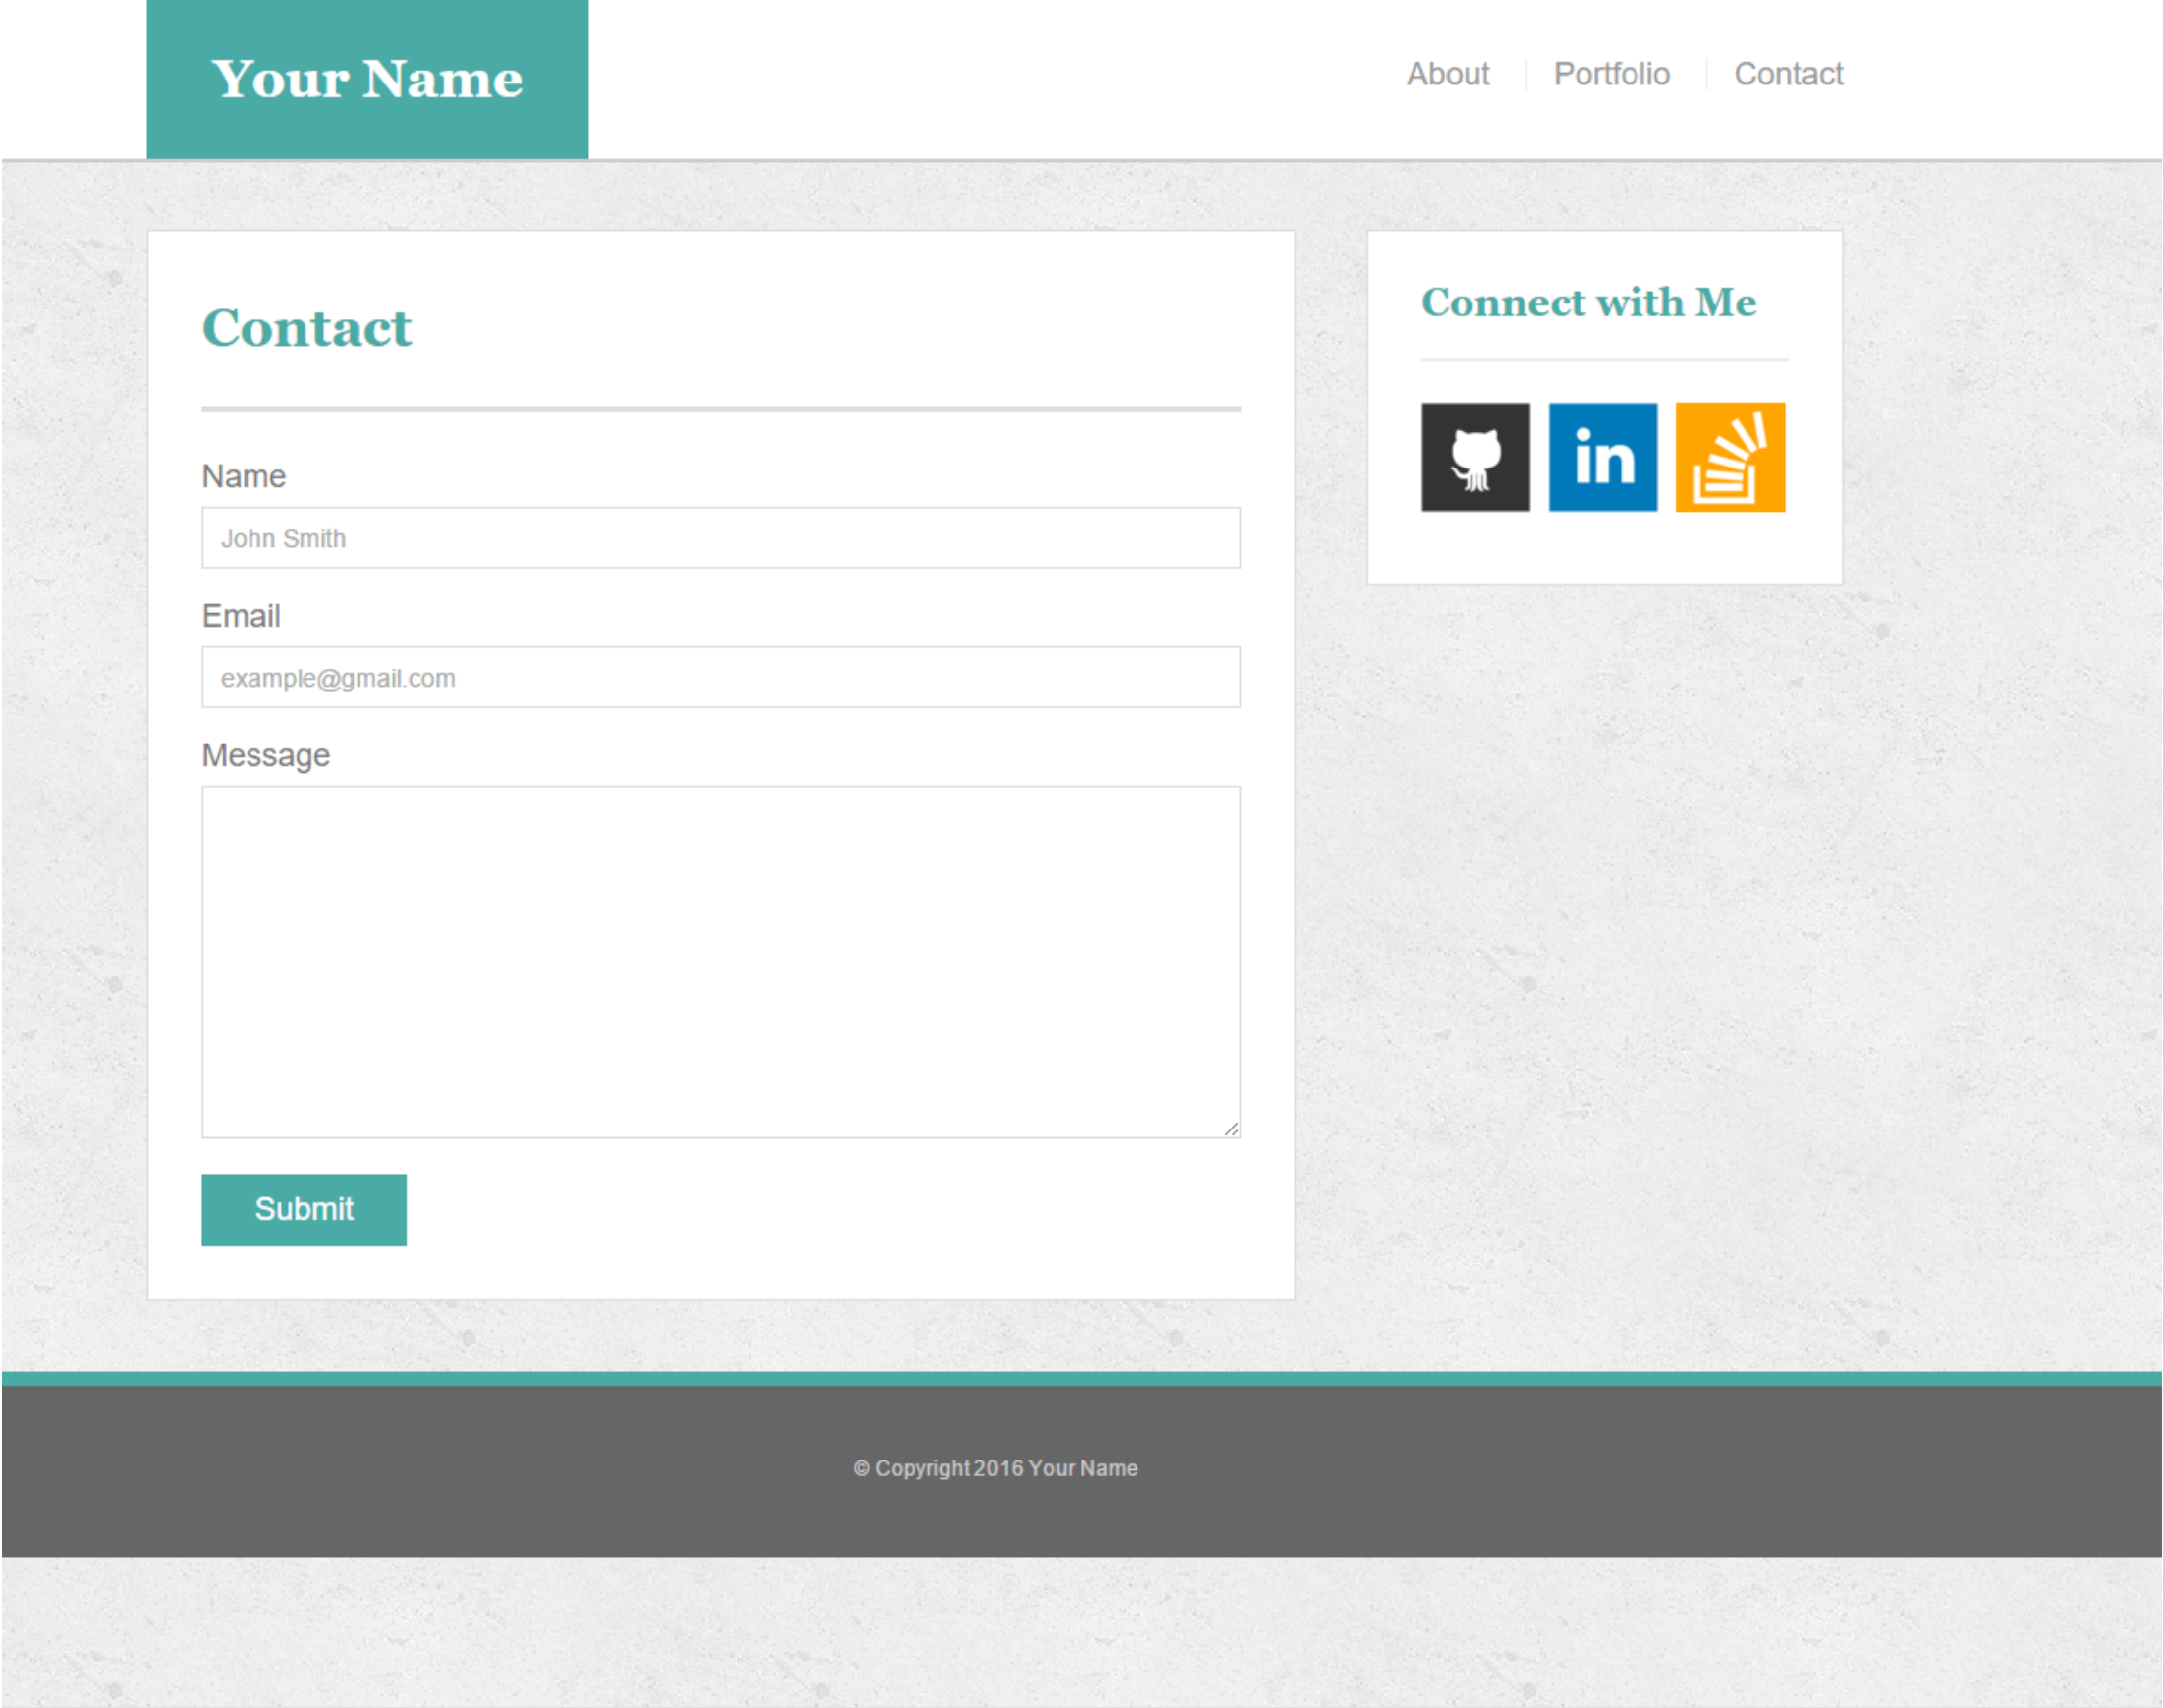 Your Name
About
Portfolio
Contact
Contact
Name
John Smith
Email
example@gmail.com
Message
Submit
Connect with Me
in
© Copyright 2016 Your Name